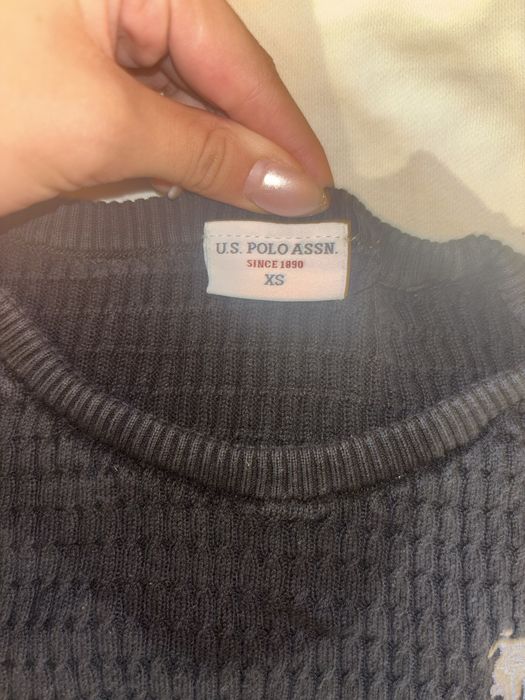 U.S. POLO ASSN.
SINCE 1890
XS